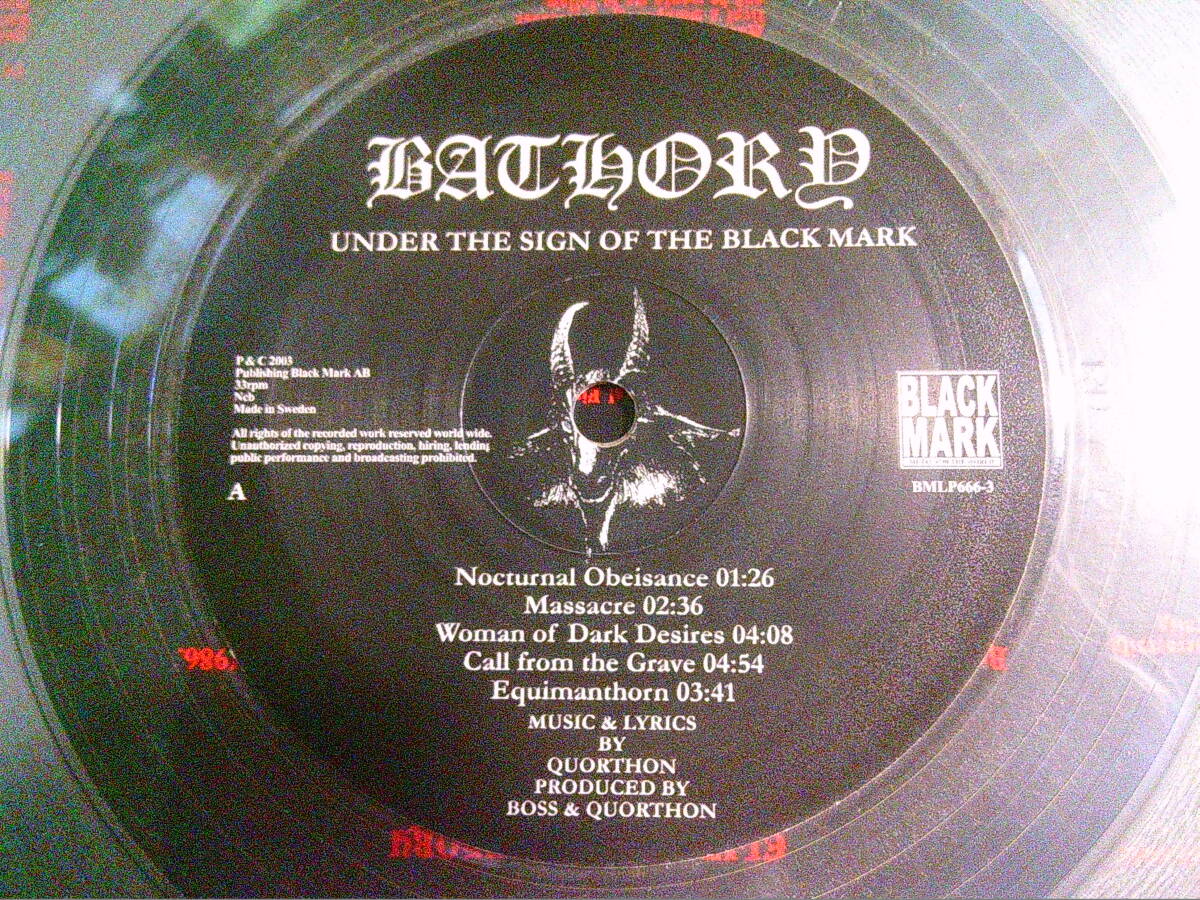 BATHORY
UNDER THE SIGN OF THE BLACK MARK
P & C 2003
Publishing Black Mark AB
33rpm
Ncb
Made in Sweden
All rights of the recorded work reserved world wide.
Unauthorized copying, reproduction, hiring, lending
public performance and broadcasting prohibited.
A
BLACK
MARK
BMLP666-3
Nocturnal Obeisance 01:26
Massacre 02:36
Woman of Dark Desires 04:08
Call from the Grave 04:54
Equimanthorn 03:41
MUSIC & LYRICS
BY
QUORTHON
PRODUCED BY
BOSS & QUORTHON